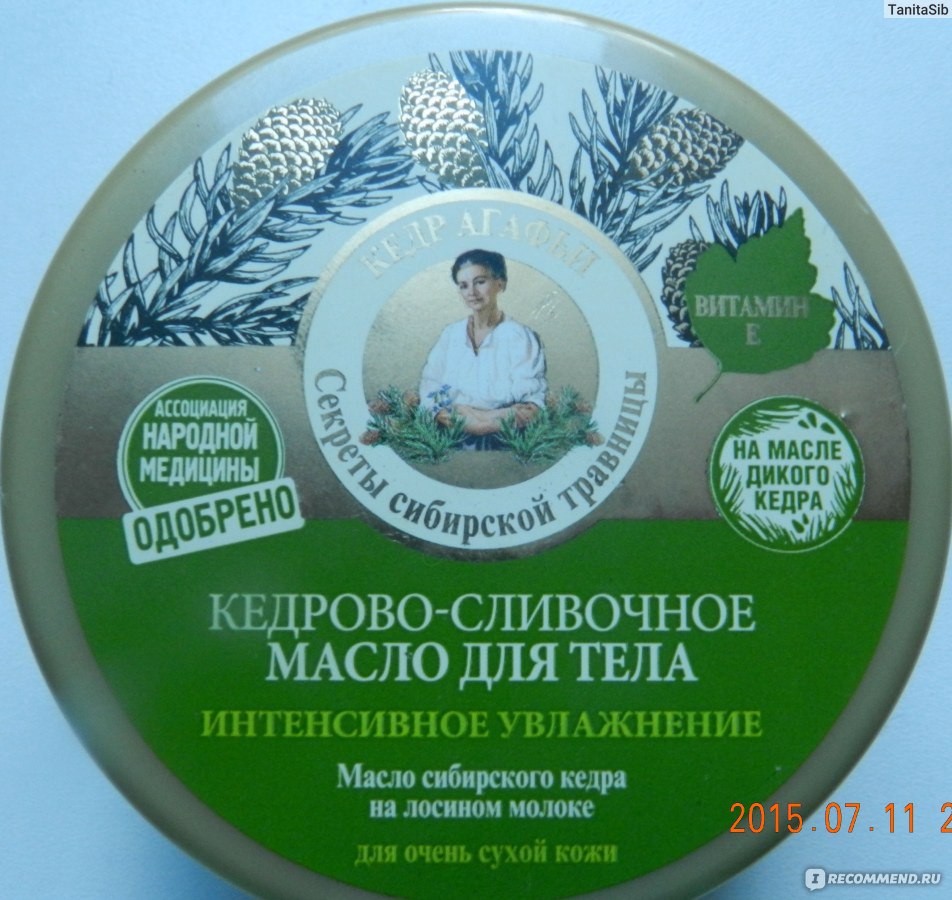 TanitaSib
КЕДР АГАФЬИ
ВИТАМИН
Е
Секреты сибирской травницы
АССОЦИАЦИЯ
НАРОДНОЙ
МЕДИЦИНЫ
ОДОБРЕНО
НА МАСЛЕ
ДИКОГО
КЕДРА
КЕДРОВО-СЛИВОЧНОЕ
МАСЛО ДЛЯ ТЕЛА
ИНТЕНСИВНОЕ УВЛАЖНЕНИЕ
Масло сибирского кедра
на лосином молоке
для очень сухой кожи
2015.07.11 2
IRECOMMEND.RU